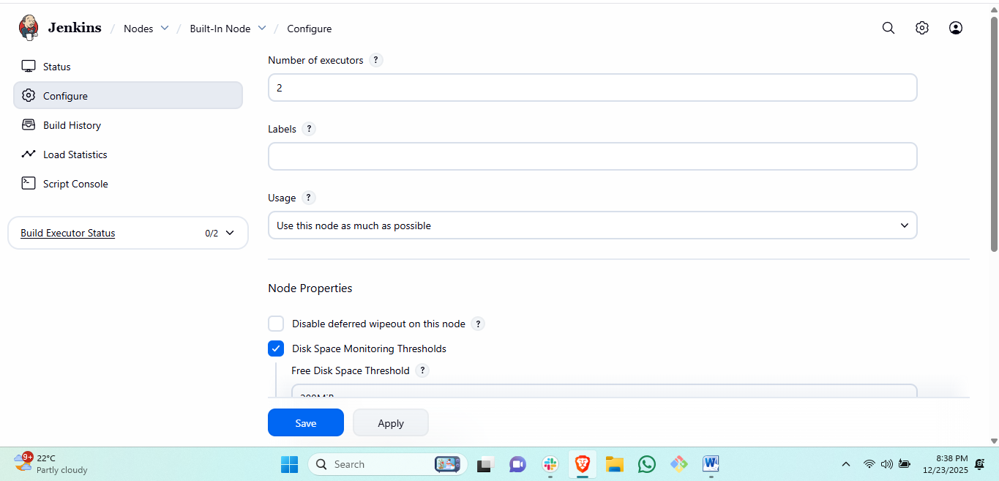 Jenkins / Nodes / Built-In Node / Configure
Status
Configure
Build History
Load Statistics
Script Console
Build Executor Status 0/2
Number of executors ?
2
Labels ?
Usage ?
Use this node as much as possible
Node Properties
Disable deferred wipeout on this node ?
Disk Space Monitoring Thresholds
Free Disk Space Threshold ?
Save Apply
9+
22°C
Partly cloudy
Search
8:38 PM
12/23/2025